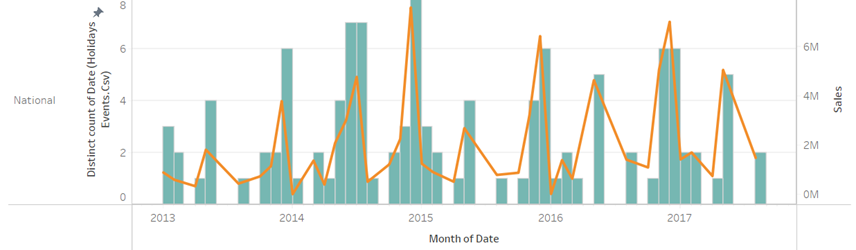 National
Distinct count of Date (Holidays
Events.Csv)
8
6
4
2
0
6M
4M
2M
0M
Sales
2013 2014 2015 2016 2017
Month of Date